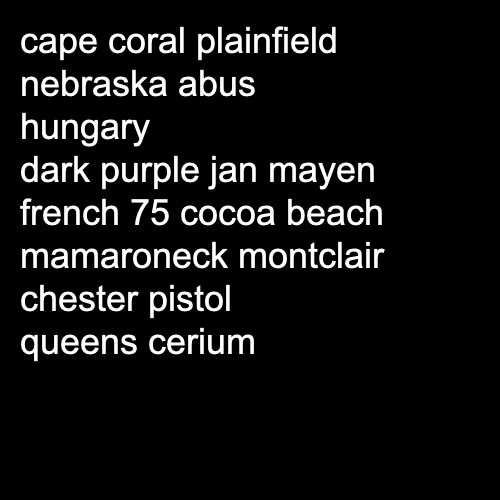 cape coral plainfield
nebraska abus
hungary
dark purple jan mayen
french 75 cocoa beach
mamaroneck montclair
chester pistol
queens cerium